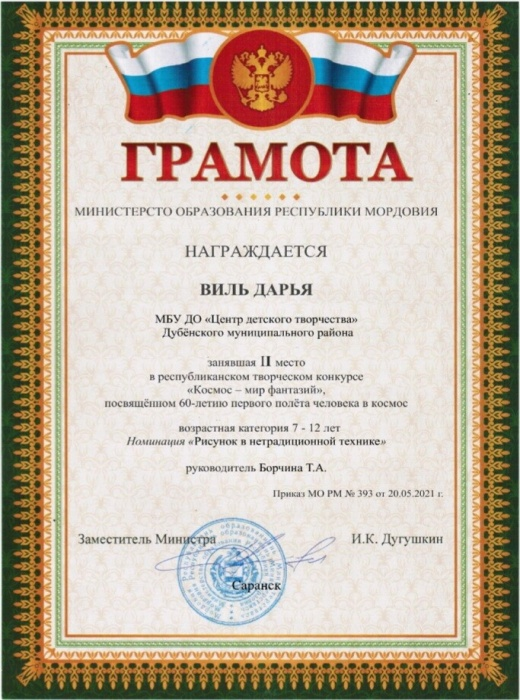 ГРАМОТА
МИНИСТЕРСТО ОБРАЗОВАНИЯ РЕСПУБЛИКИ МОРДОВИЯ
НАГРАЖДАЕТСЯ
ВИЛЬ ДАРЬЯ
МБУ ДО «Центр детского творчества»
Дубёнского муниципального района
занявшая II место
в республиканском творческом конкурсе
«Космос – мир фантазий»,
посвящённом 60-летию первого полёта человека в космос
возрастная категория 7 - 12 лет
Номинация «Рисунок в нетрадиционной технике»
руководитель Борчина Т.А.
Приказ МО РМ № 393 от 20.05.2021 г.
Заместитель Министра И.К. Дугушкин
Саранск